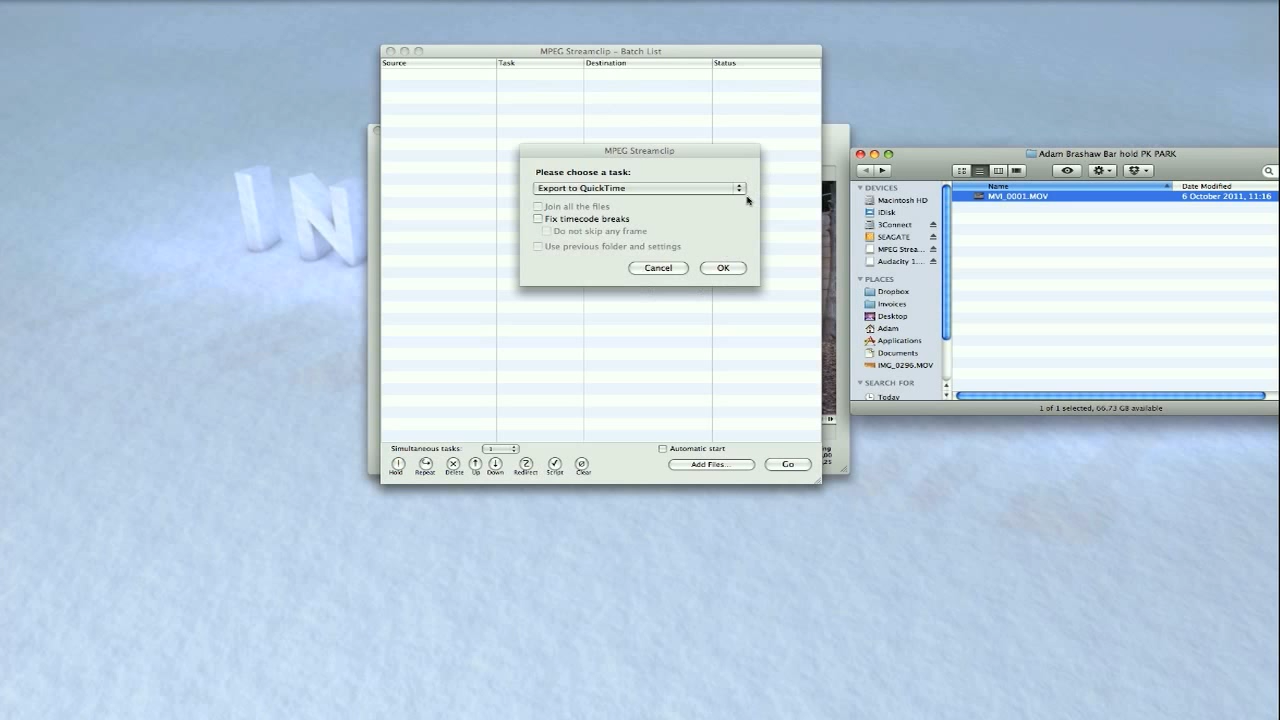 MPEG Streamclip - Batch List
Source Task Destination Status
MPEG Streamclip
Please choose a task:
Export to QuickTime
Join all the files
Fix timecode breaks
Do not skip any frame
Use previous folder and settings
Cancel OK
Simultaneous tasks: 1
Automatic start
Hold Repeat Delete Up Down Redirect Script Clear
Add Files... Go
IN
Adam Brashaw Bar hold PK PARK
Name Date Modified
MVI_0001.MOV 6 October 2011, 11:16
DEVICES
Macintosh HD
iDisk
3Connect
SEAGATE
MPEG Strea...
Audacity 1....
PLACES
Dropbox
Invoices
Desktop
Adam
Applications
Documents
IMG_0296.MOV
SEARCH FOR
Today
1 of 1 selected, 66.73 GB available